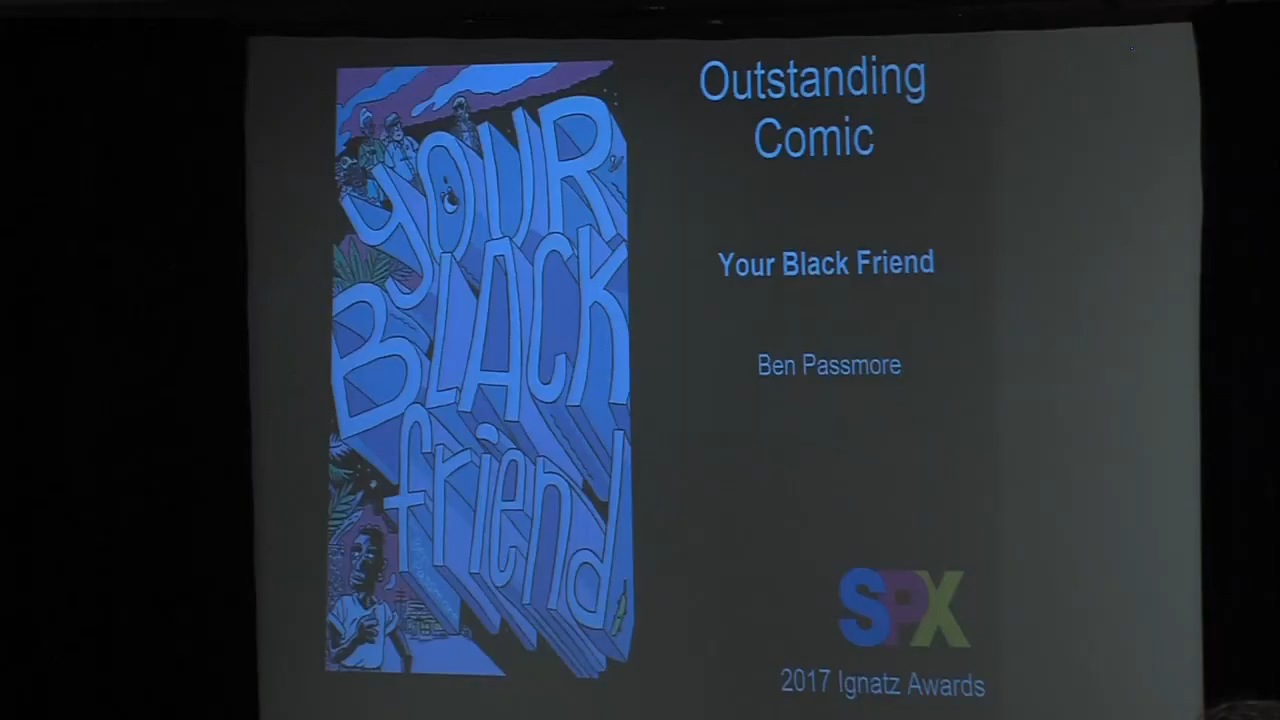 YOUR
BLACK
friend
Outstanding
Comic
Your Black Friend
Ben Passmore
SPX
2017 Ignatz Awards